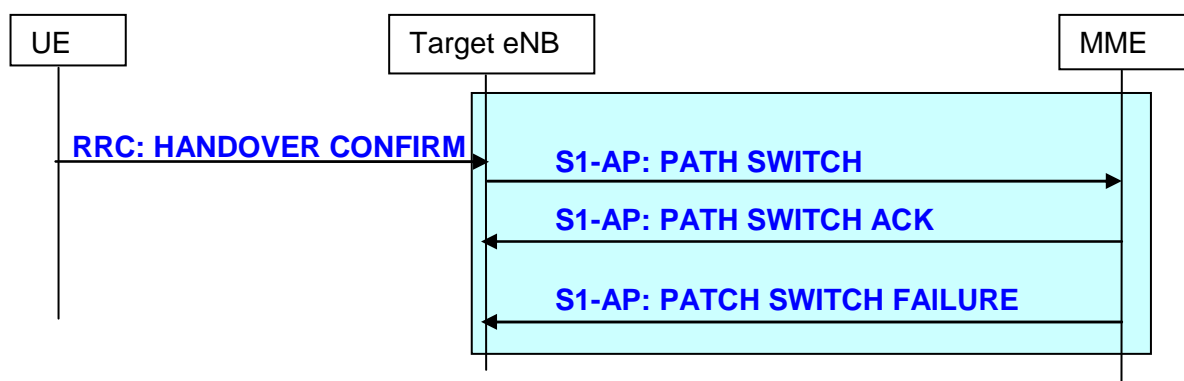 UE
Target eNB
MME
RRC: HANDOVER CONFIRM
S1-AP: PATH SWITCH
S1-AP: PATH SWITCH ACK
S1-AP: PATCH SWITCH FAILURE